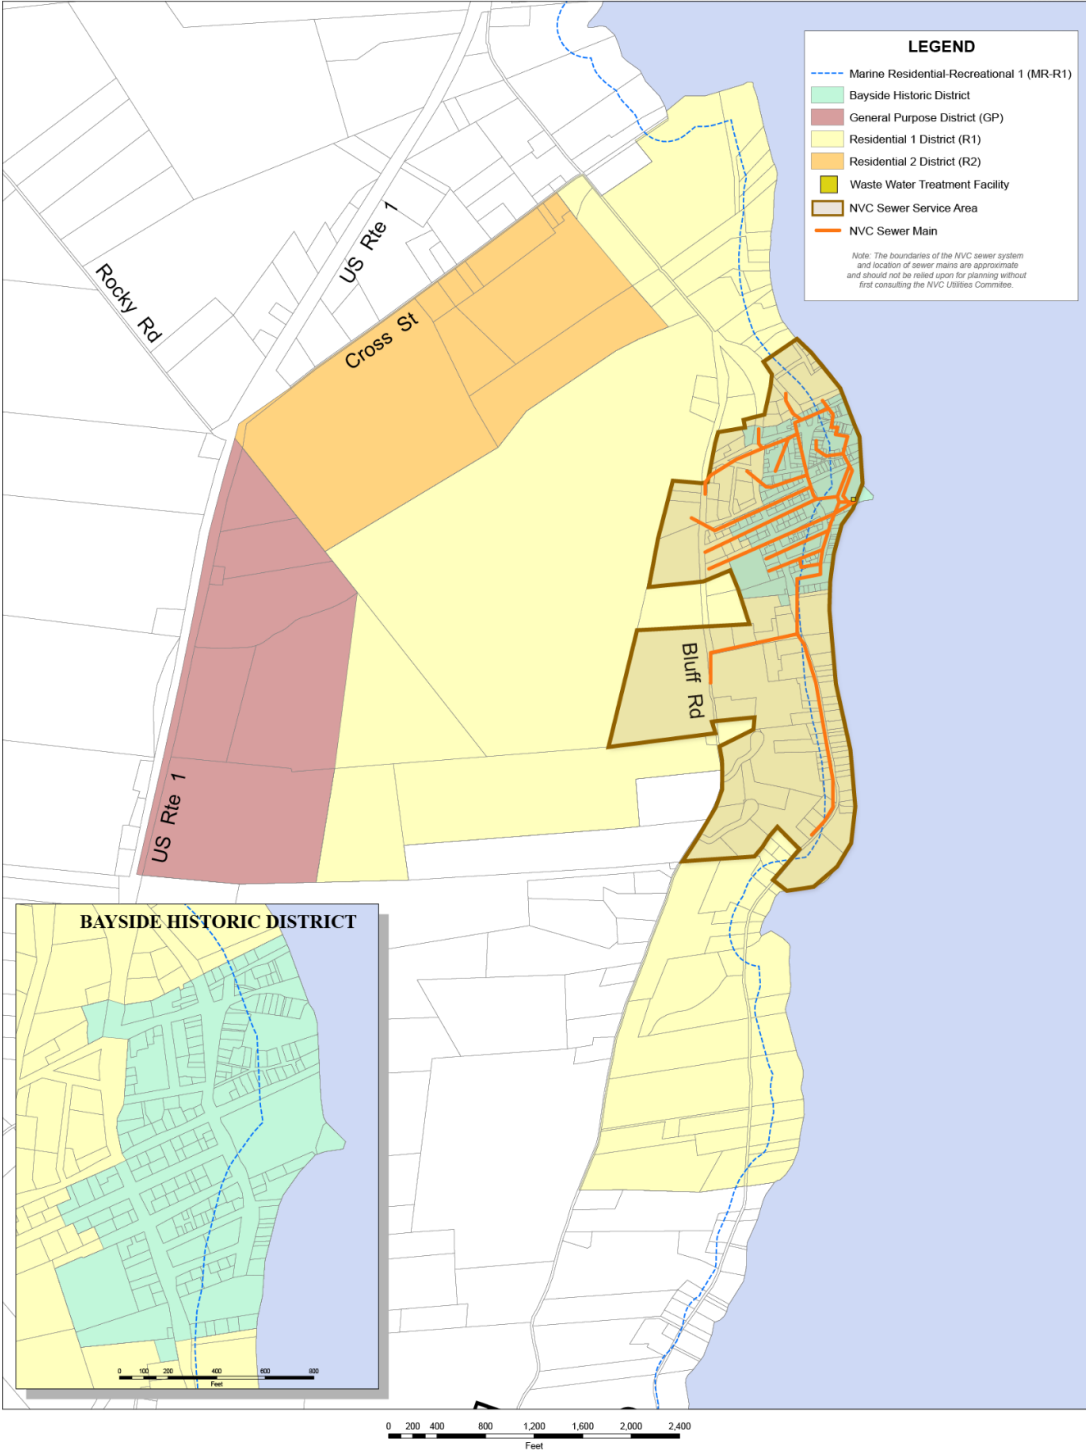 LEGEND
Marine Residential-Recreational 1 (MR-R1)
Bayside Historic District
General Purpose District (GP)
Residential 1 District (R1)
Residential 2 District (R2)
Waste Water Treatment Facility
NVC Sewer Service Area
NVC Sewer Main
Note: The boundaries of the NVC sewer system
and location of sewer mains are approximate
and should not be relied upon for planning without
first consulting the NVC Utilities Commitee.
US Rte 1
Rocky Rd
Cross St
Bluff Rd
US Rte 1
BAYSIDE HISTORIC DISTRICT
0 100 200 400 600 800
Feet
0 200 400 800 1,200 1,600 2,000 2,400
Feet